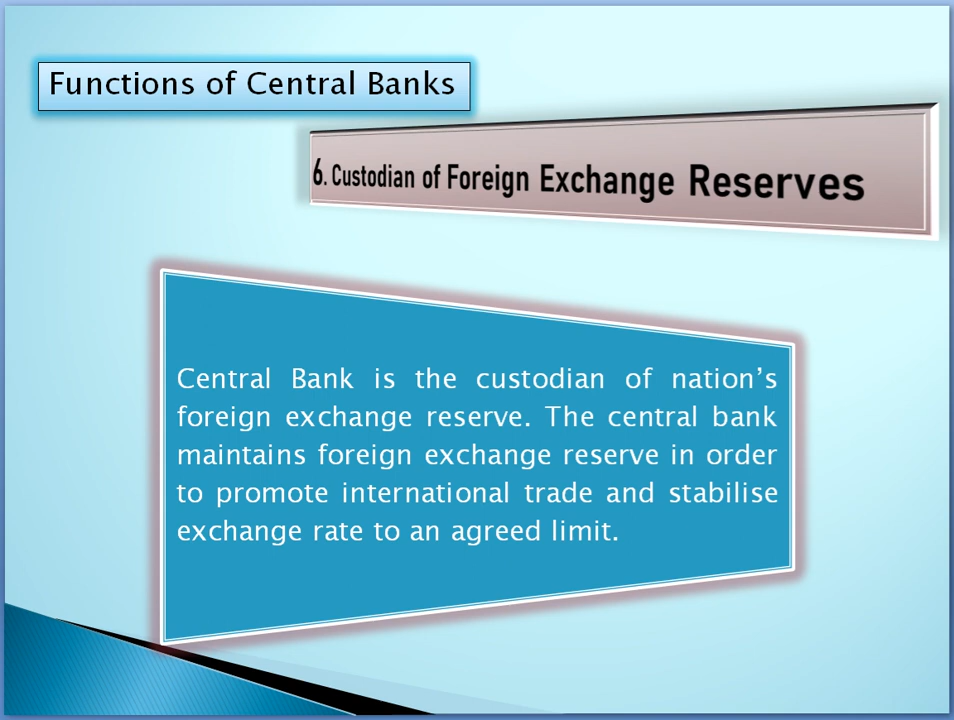 Functions of Central Banks
6. Custodian of Foreign Exchange Reserves
Central Bank is the custodian of nation’s
foreign exchange reserve. The central bank
maintains foreign exchange reserve in order
to promote international trade and stabilise
exchange rate to an agreed limit.